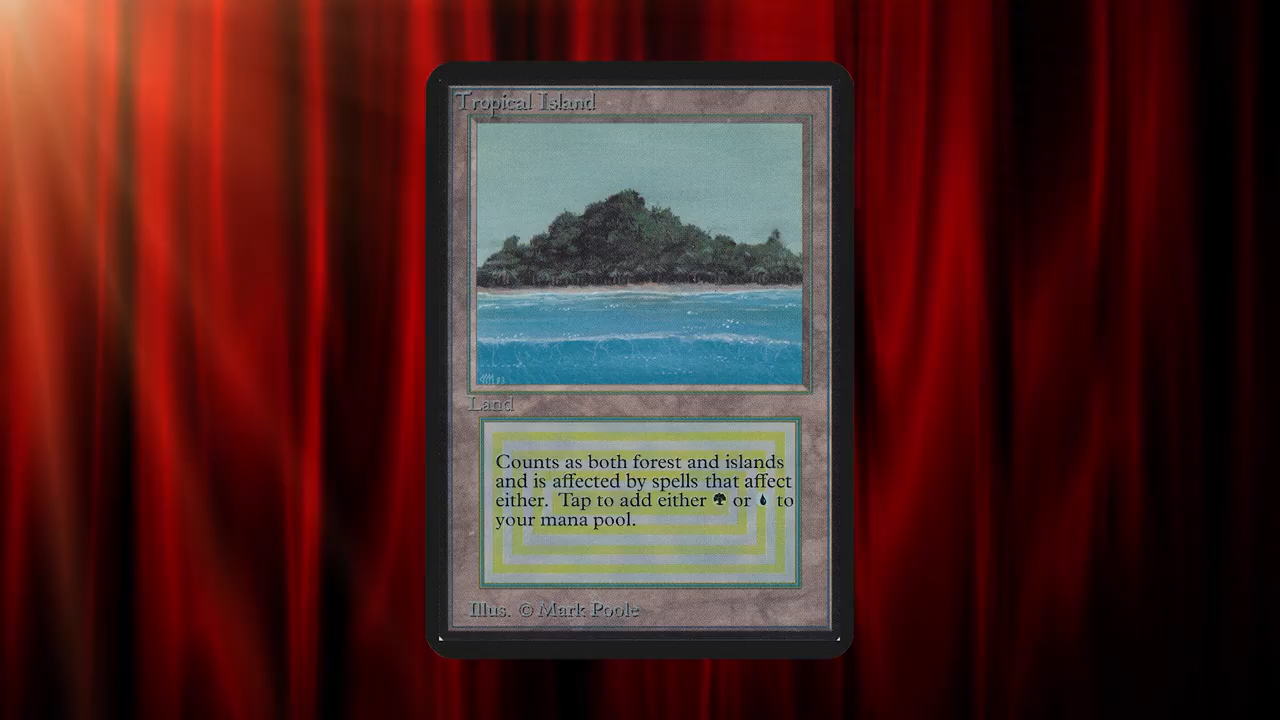 Tropical Island
Land
Counts as both forest and islands
and is affected by spells that affect
either. Tap to add either or to
your mana pool.
Illus. © Mark Poole